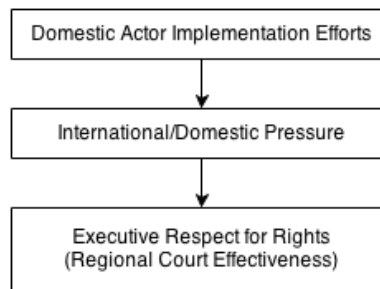 Domestic Actor Implementation Efforts
International/Domestic Pressure
Executive Respect for Rights
(Regional Court Effectiveness)